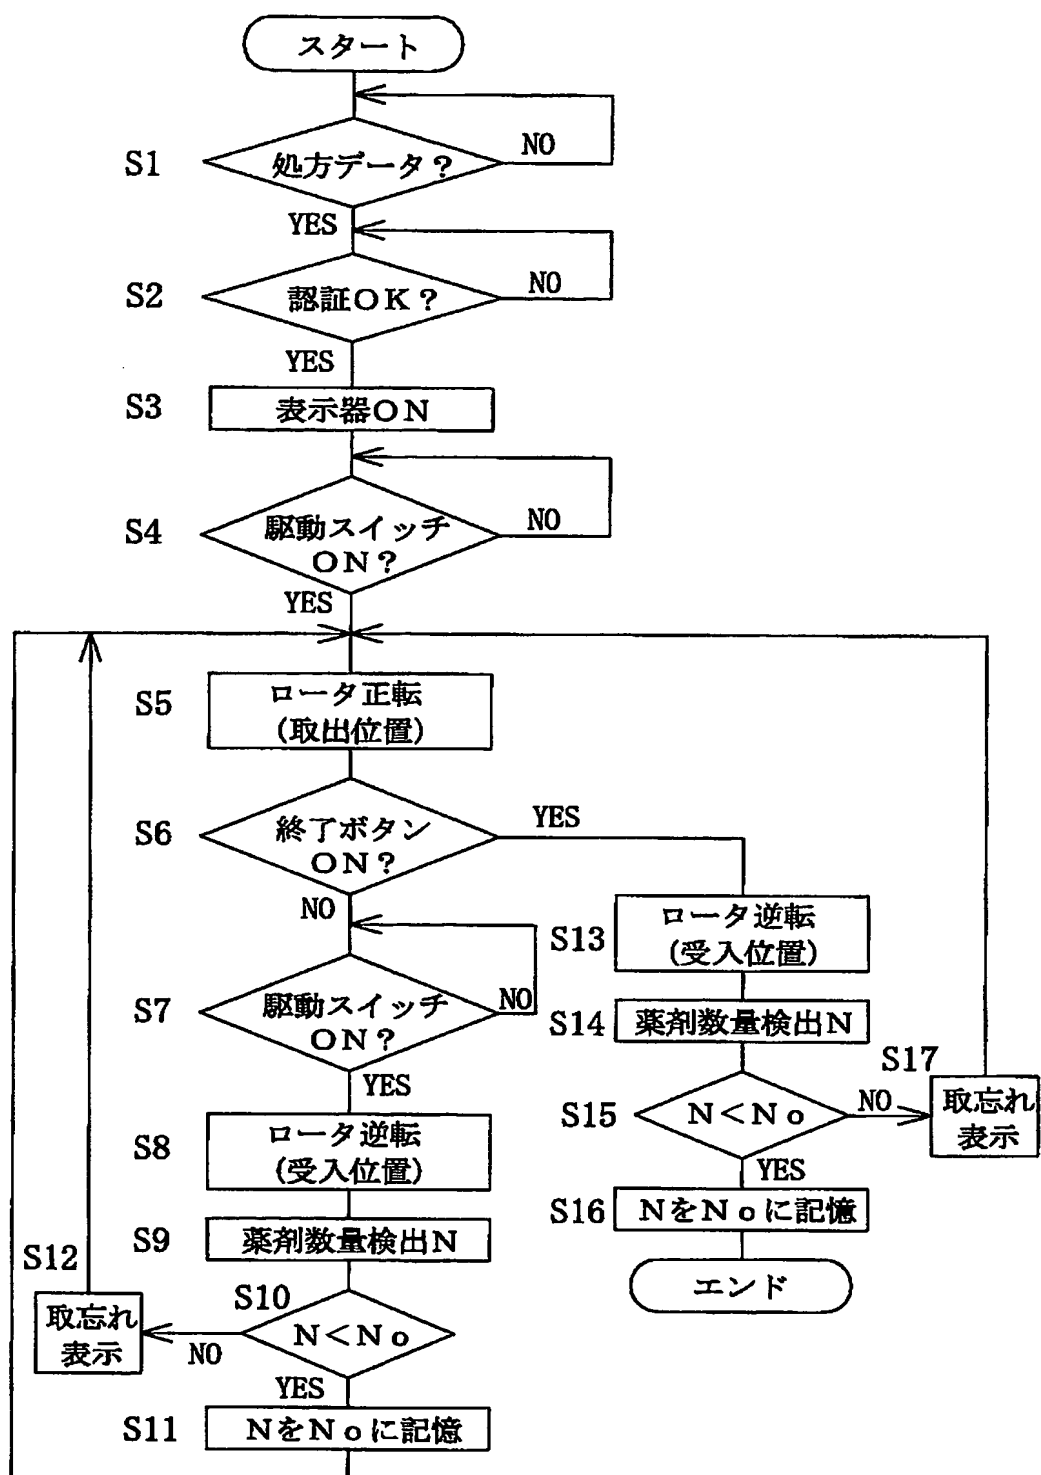 スタート
S1
処方データ？
NO
YES
S2
認証OK？
NO
YES
S3
表示器ON
S4
駆動スイッチ
ON？
NO
YES
S5
ロータ正転
(取出位置)
S6
終了ボタン
ON？
YES
NO
S7
駆動スイッチ
ON？
NO
YES
S8
ロータ逆転
(受入位置)
S9
薬剤数量検出N
S10
N＜No
NO
YES
S11
NをNoに記憶
S12
取忘れ
表示
S13
ロータ逆転
(受入位置)
S14
薬剤数量検出N
S15
N＜No
NO
YES
S16
NをNoに記憶
エンド
S17
取忘れ
表示